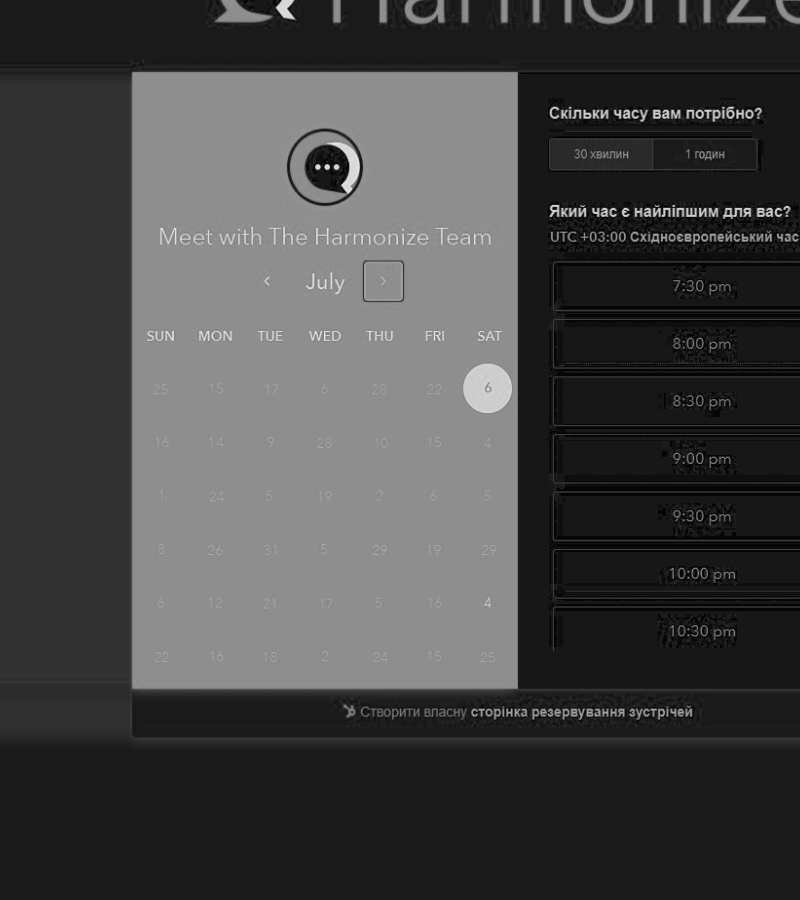 Harmonize
Meet with The Harmonize Team
July
SUN MON TUE WED THU FRI SAT
25 15 17 6 28 22 6
16 14 9 28 10 15 4
1 24 5 19 2 6 5
8 26 31 5 29 19 29
6 12 21 17 5 16 4
22 16 18 2 24 15 25
Скільки часу вам потрібно?
30 хвилин 1 годин
Який час є найліпшим для вас?
UTC +03:00 Східноєвропейський час
7:30 pm
8:00 pm
8:30 pm
9:00 pm
9:30 pm
10:00 pm
10:30 pm
Створити власну сторінка резервування зустрічей